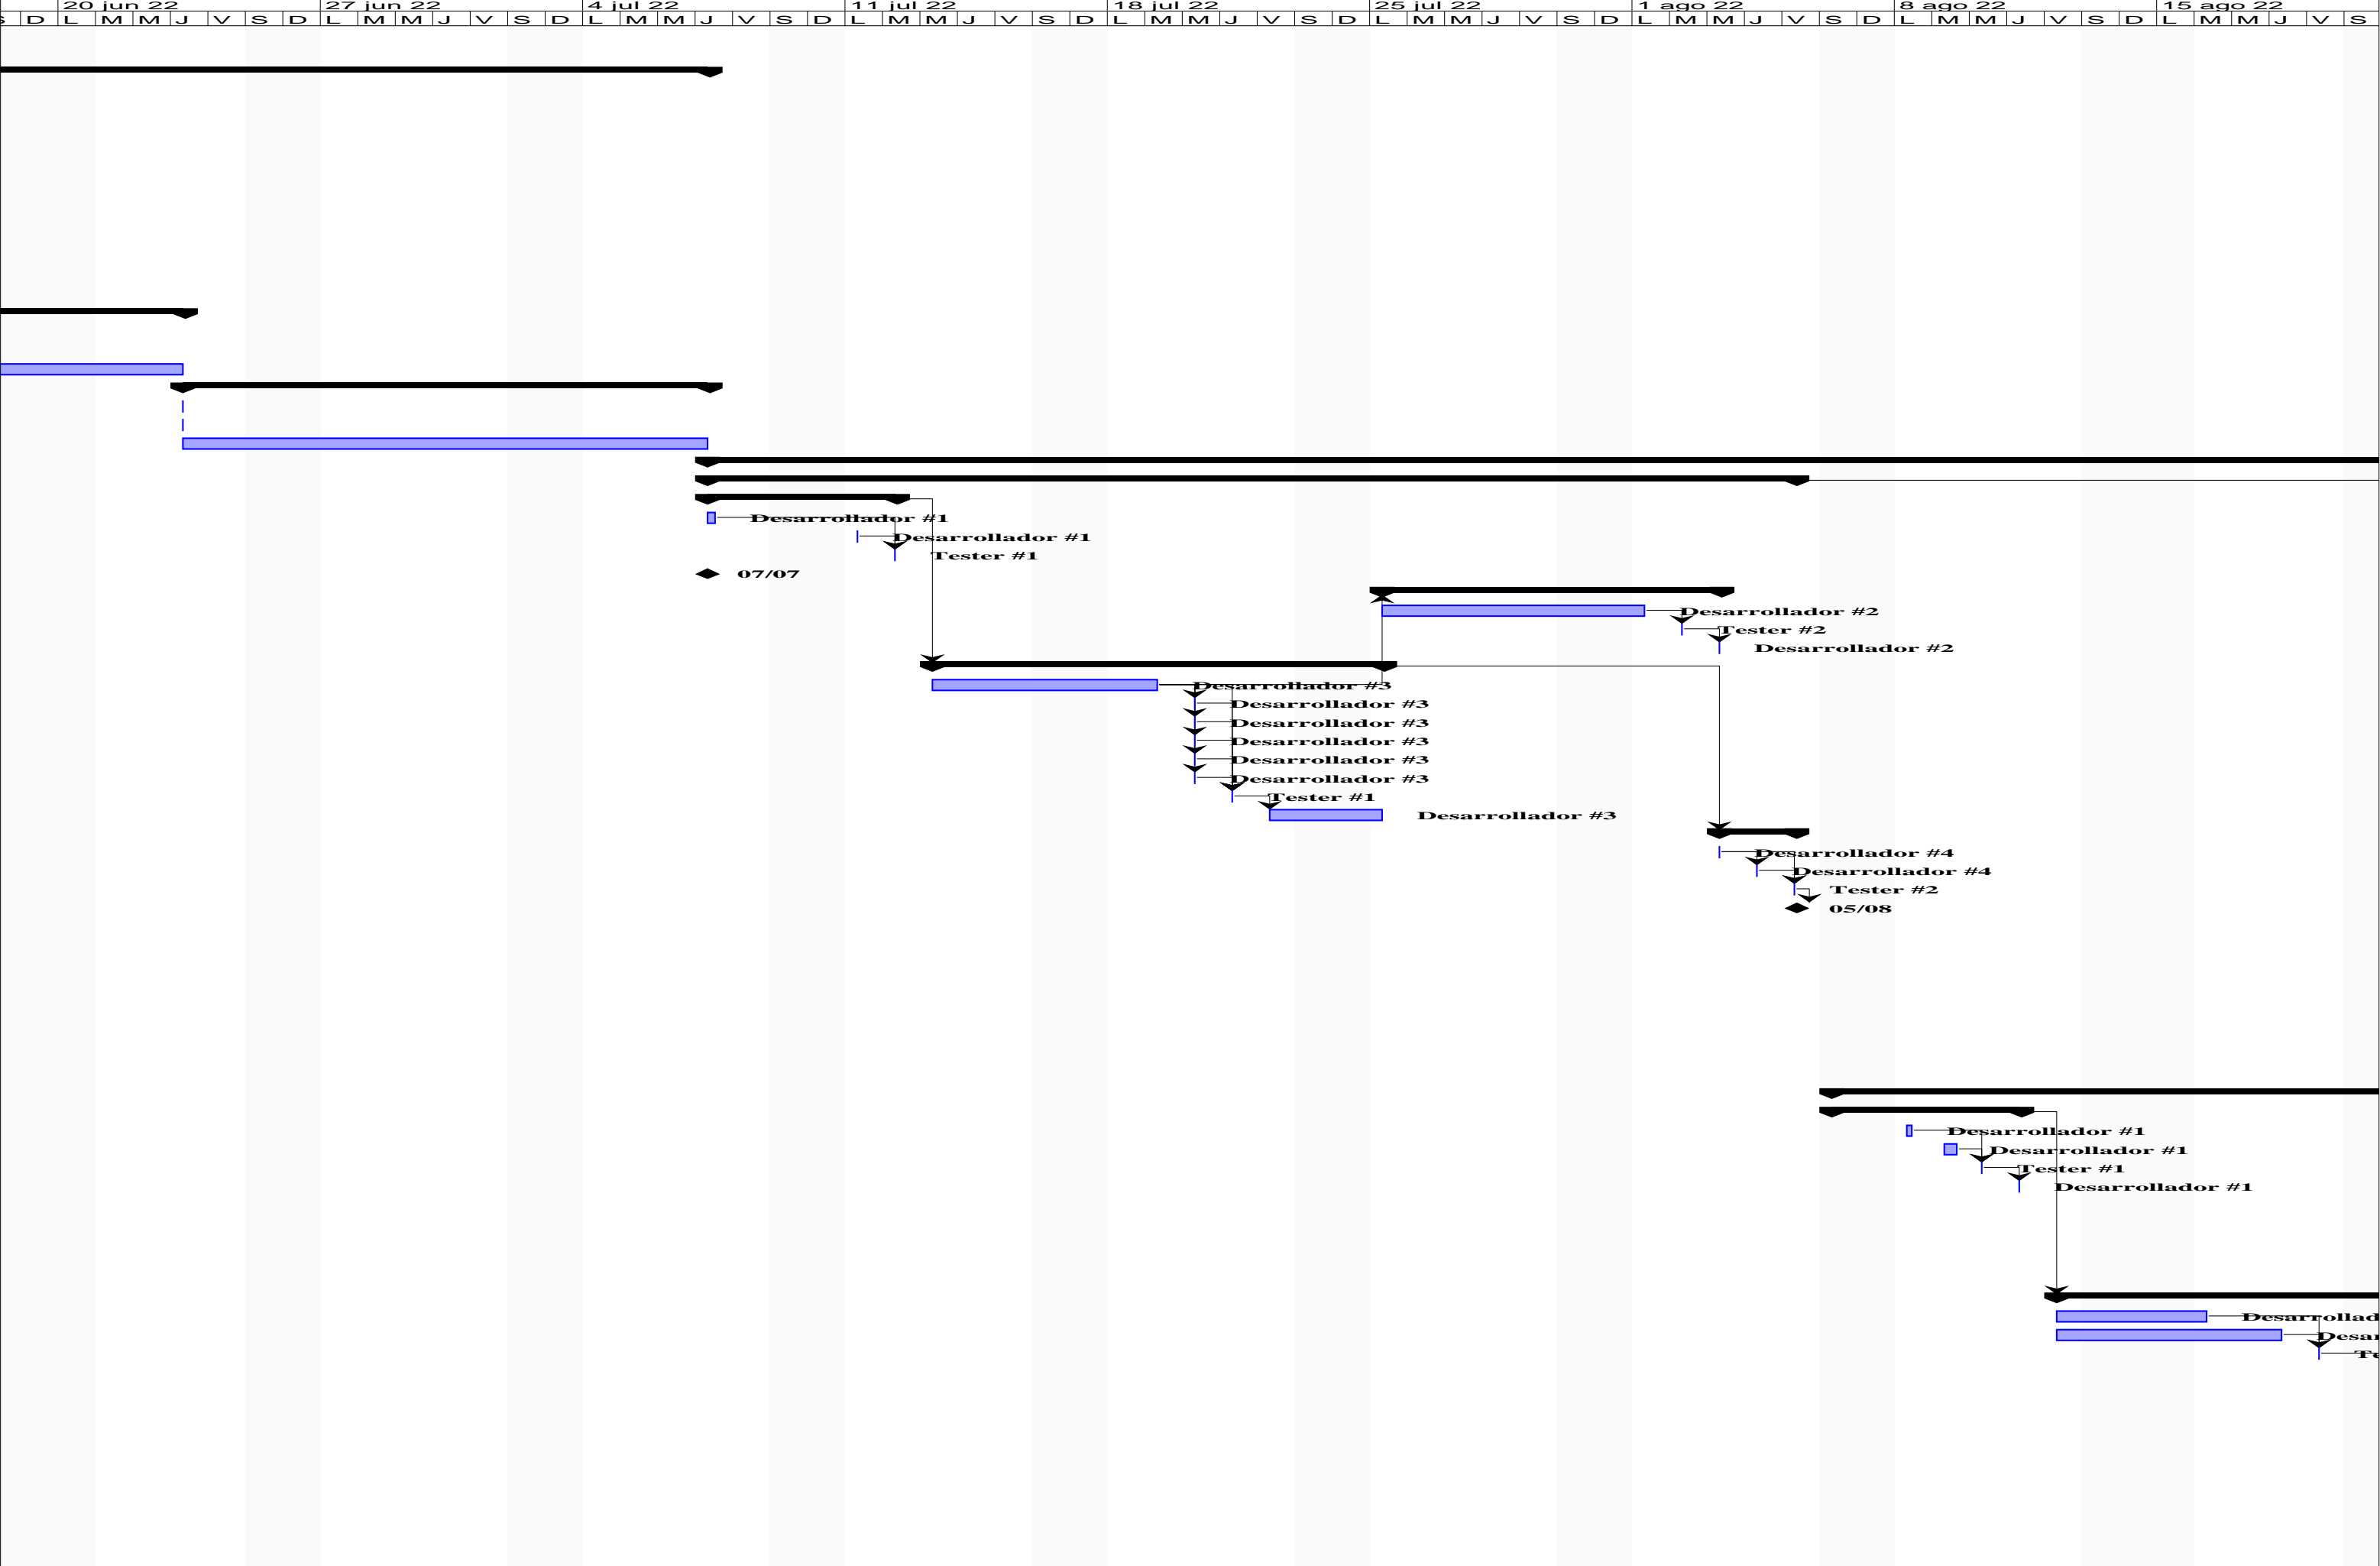 20 jun 22 27 jun 22 4 jul 22 11 jul 22 18 jul 22 25 jul 22 1 ago 22 8 ago 22 15 ago 22
S D L M M J V S D L M M J V S D L M M J V S D L M M J V S D L M M J V S D L M M J V S D L M M J V S D L M M J V S D L M M J V S
Desarrollador #1
Desarrollador #1
Tester #1
07/07
Desarrollador #2
Tester #2
Desarrollador #2
Desarrollador #3
Desarrollador #3
Desarrollador #3
Desarrollador #3
Desarrollador #3
Desarrollador #3
Tester #1
Desarrollador #3
Desarrollador #4
Desarrollador #4
Tester #2
05/08
Desarrollador #1
Desarrollador #1
Tester #1
Desarrollador #1
Desarrollad
Desar
Te